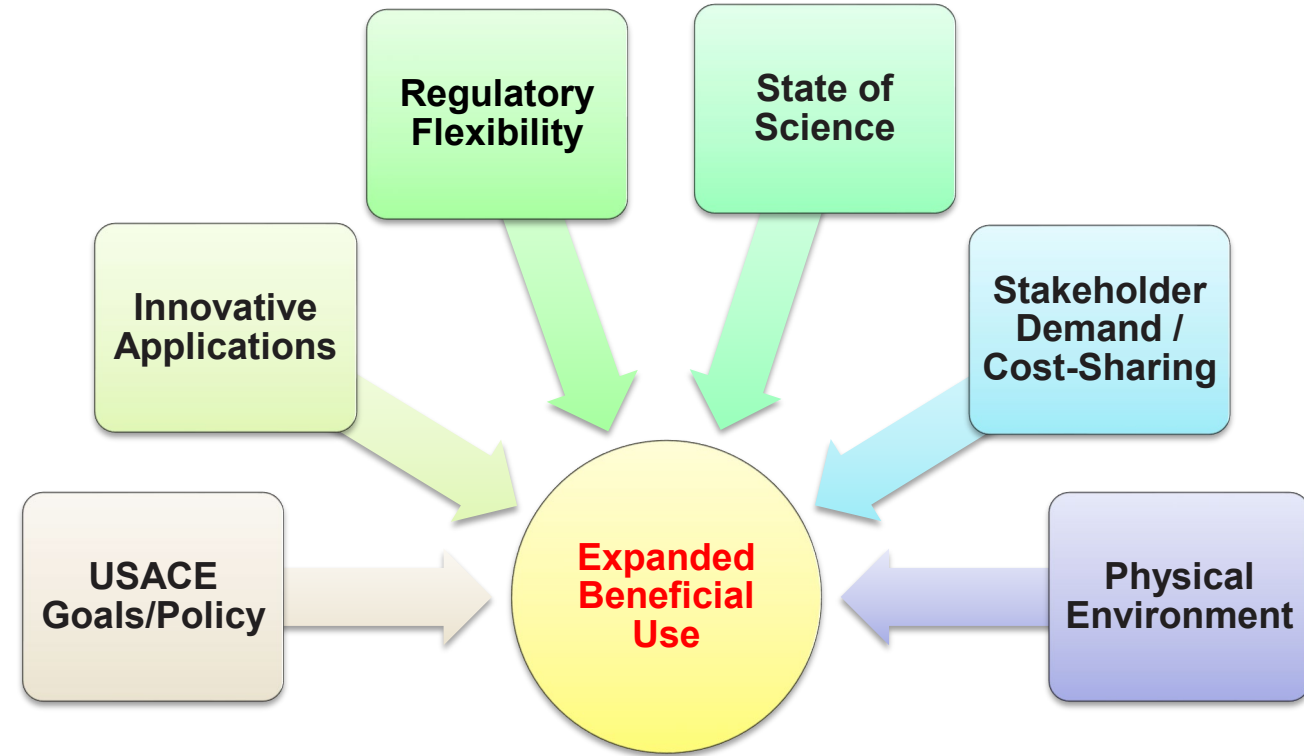 Regulatory
Flexibility
State of
Science
Innovative
Applications
Stakeholder
Demand /
Cost-Sharing
USACE
Goals/Policy
Expanded
Beneficial
Use
Physical
Environment